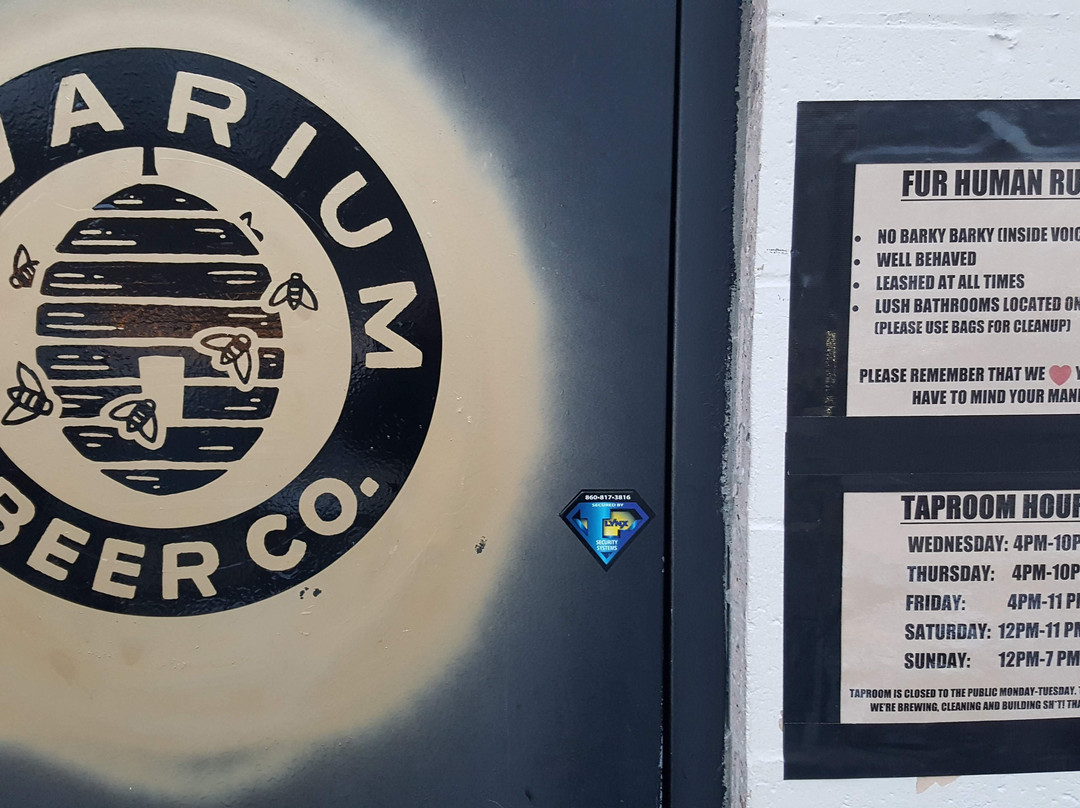 ARIUM
BEER CO.
860-817-3816
SECURED BY
LYNX
SECURITY
SYSTEMS
FUR HUMAN RU
• NO BARKY BARKY (INSIDE VOIC
• WELL BEHAVED
• LEASHED AT ALL TIMES
• LUSH BATHROOMS LOCATED ON
(PLEASE USE BAGS FOR CLEANUP)
PLEASE REMEMBER THAT WE ❤ Y
HAVE TO MIND YOUR MAN
TAPROOM HOUR
WEDNESDAY: 4PM-10P
THURSDAY: 4PM-10P
FRIDAY: 4PM-11 P
SATURDAY: 12PM-11 PM
SUNDAY: 12PM-7 PM
TAPROOM IS CLOSED TO THE PUBLIC MONDAY-TUESDAY.
WE'RE BREWING, CLEANING AND BUILDING SH*T! THA